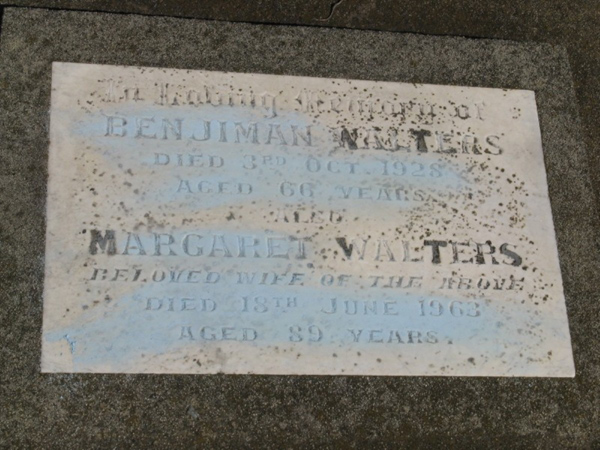 In Loving Memory of
BENJIMAN WALTERS
DIED 3RD OCT. 1928
AGED 66 YEARS
ALSO
MARGARET WALTERS
BELOVED WIFE OF THE ABOVE
DIED 13TH JUNE 1963
AGED 89 YEARS.